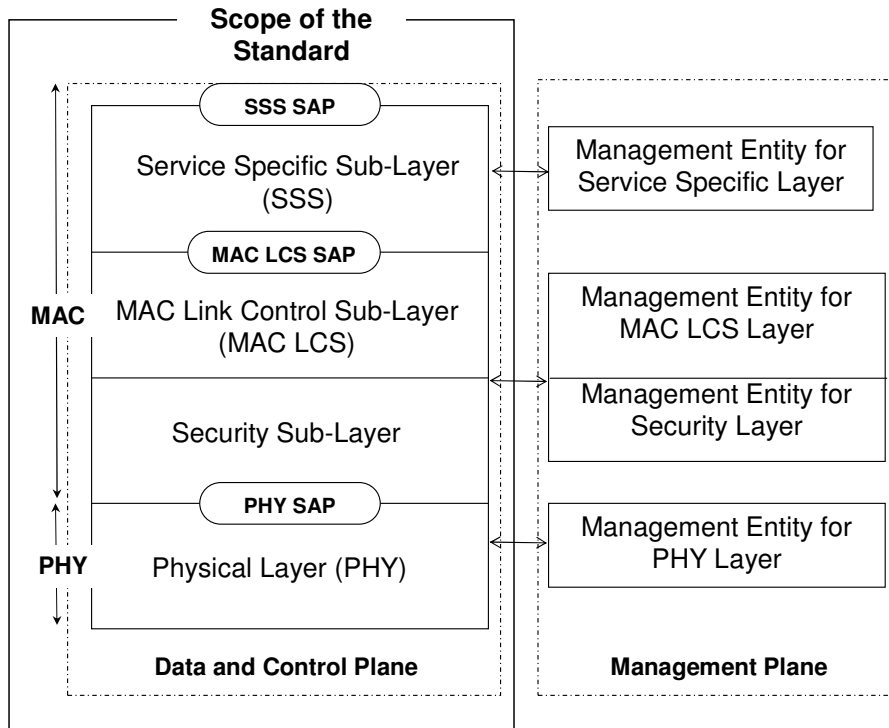 Scope of the
Standard
SSS SAP
Service Specific Sub-Layer
(SSS)
MAC LCS SAP
MAC Link Control Sub-Layer
(MAC LCS)
Security Sub-Layer
PHY SAP
Physical Layer (PHY)
MAC
PHY
Data and Control Plane
Management Entity for
Service Specific Layer
Management Entity for
MAC LCS Layer
Management Entity for
Security Layer
Management Entity for
PHY Layer
Management Plane